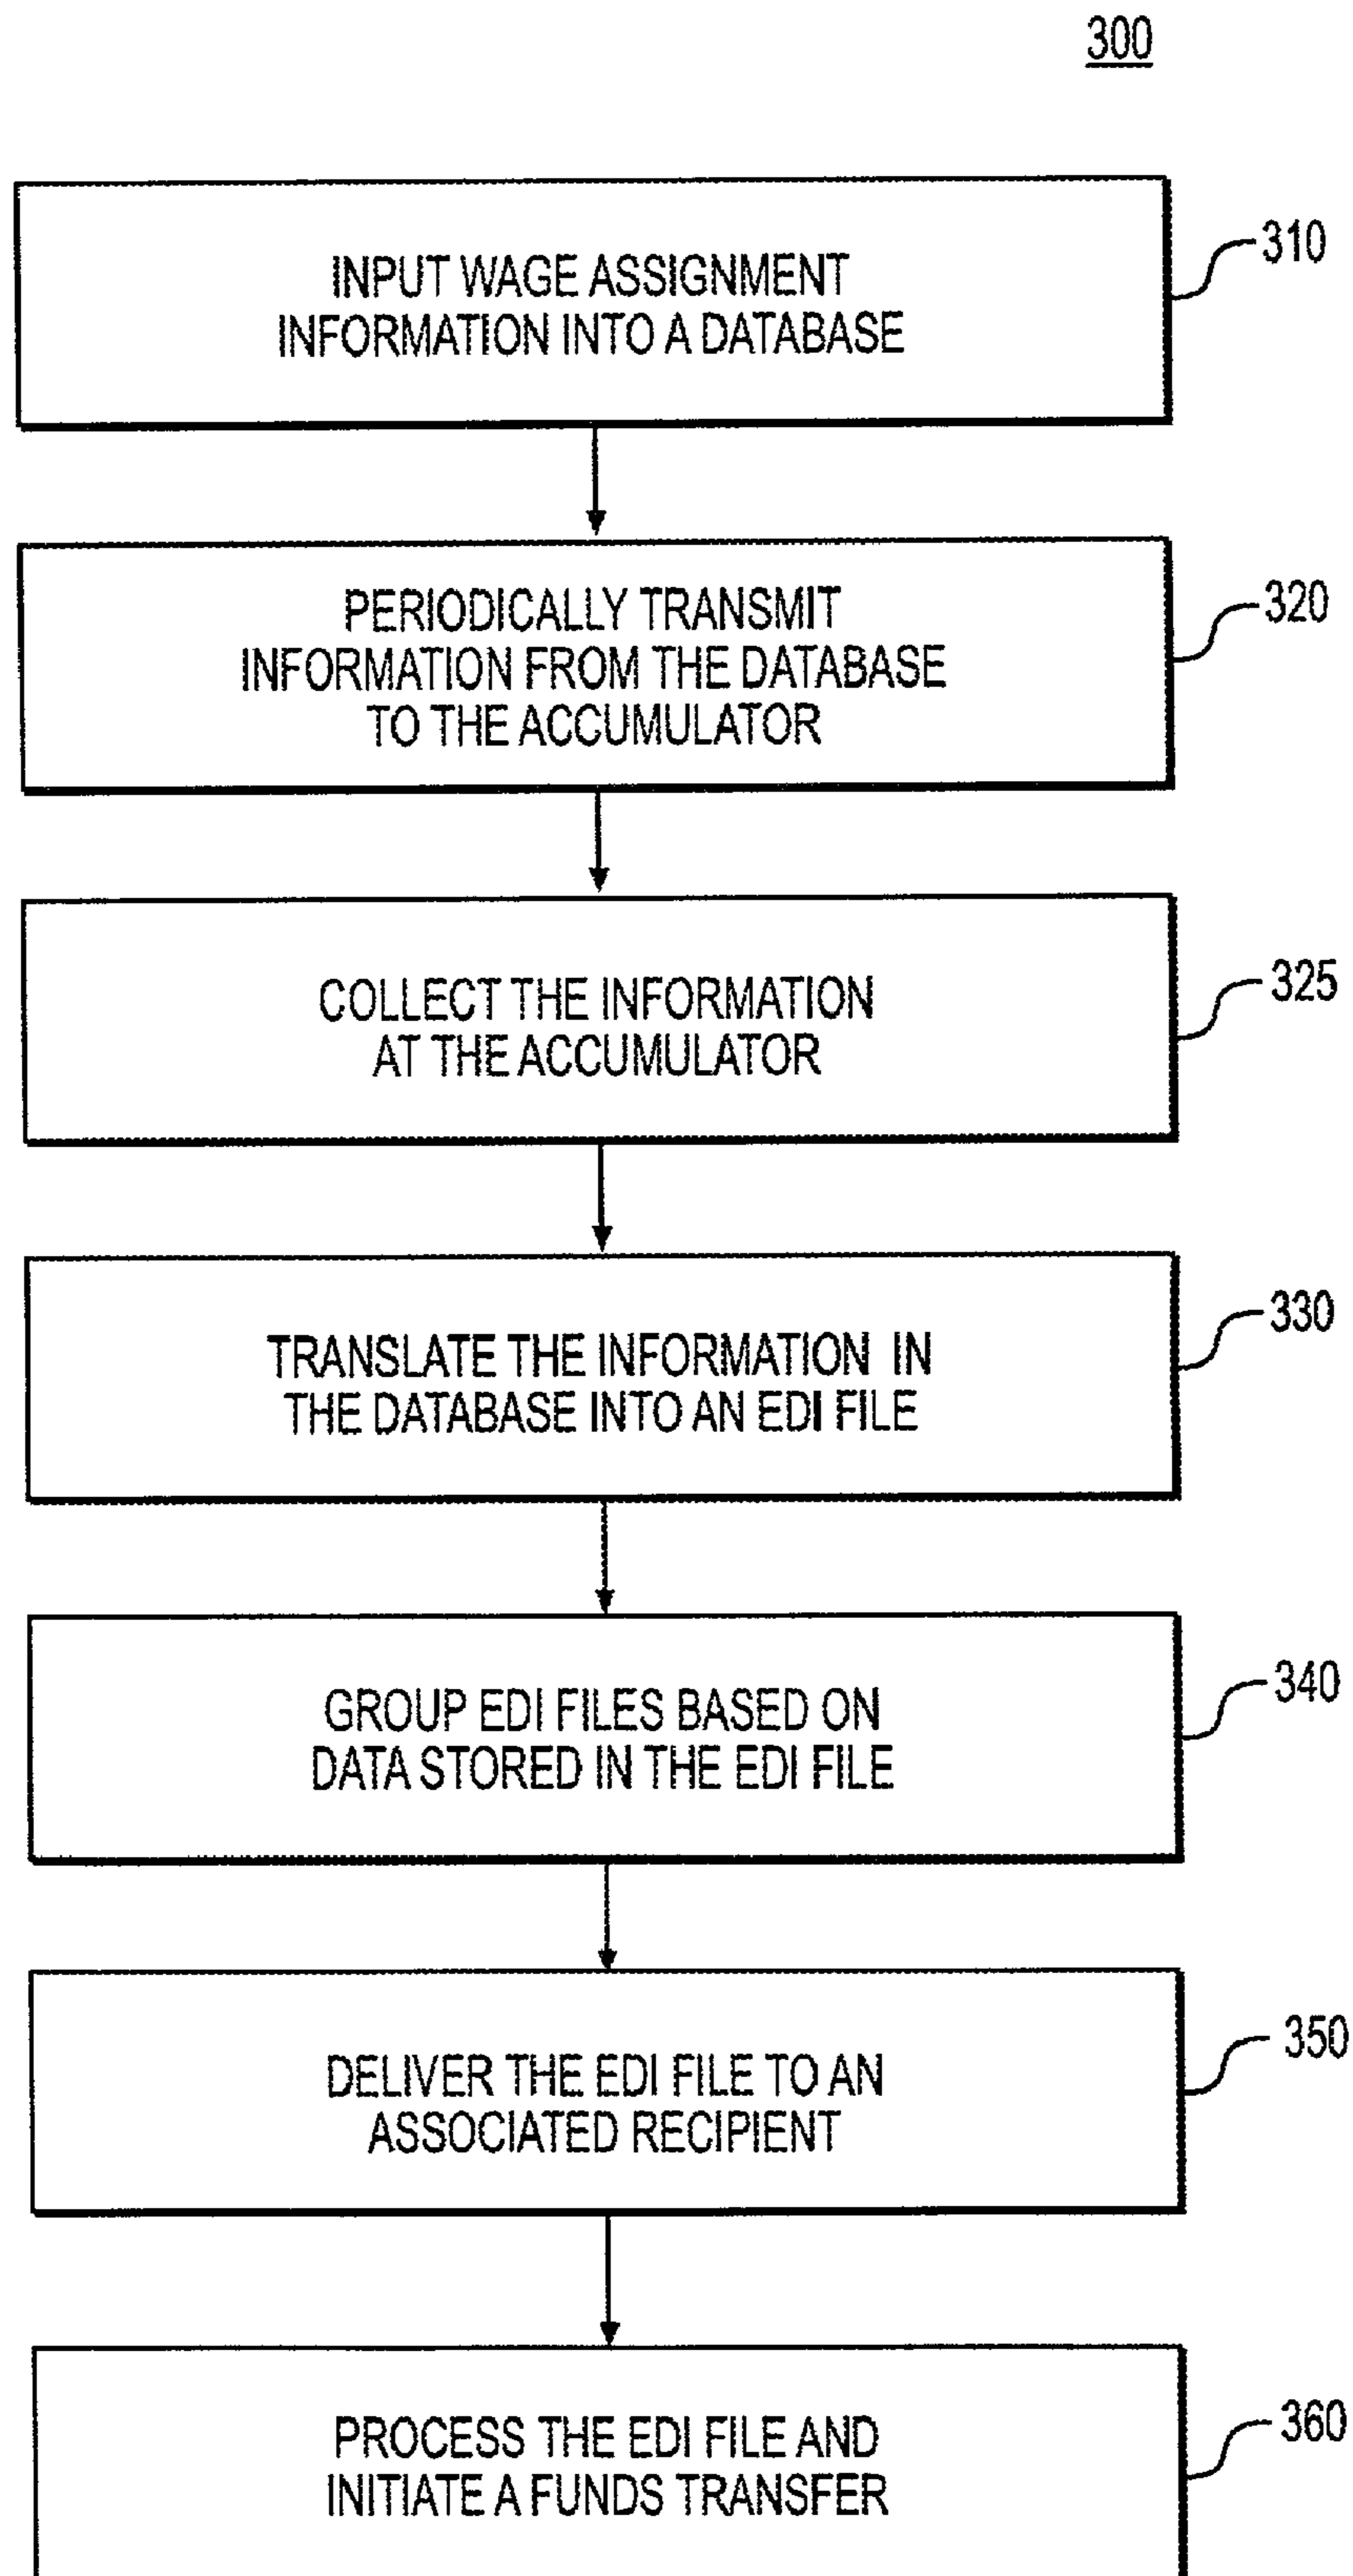 300
INPUT WAGE ASSIGNMENT
INFORMATION INTO A DATABASE
310
PERIODICALLY TRANSMIT
INFORMATION FROM THE DATABASE
TO THE ACCUMULATOR
320
COLLECT THE INFORMATION
AT THE ACCUMULATOR
325
TRANSLATE THE INFORMATION IN
THE DATABASE INTO AN EDI FILE
330
GROUP EDI FILES BASED ON
DATA STORED IN THE EDI FILE
340
DELIVER THE EDI FILE TO AN
ASSOCIATED RECIPIENT
350
PROCESS THE EDI FILE AND
INITIATE A FUNDS TRANSFER
360